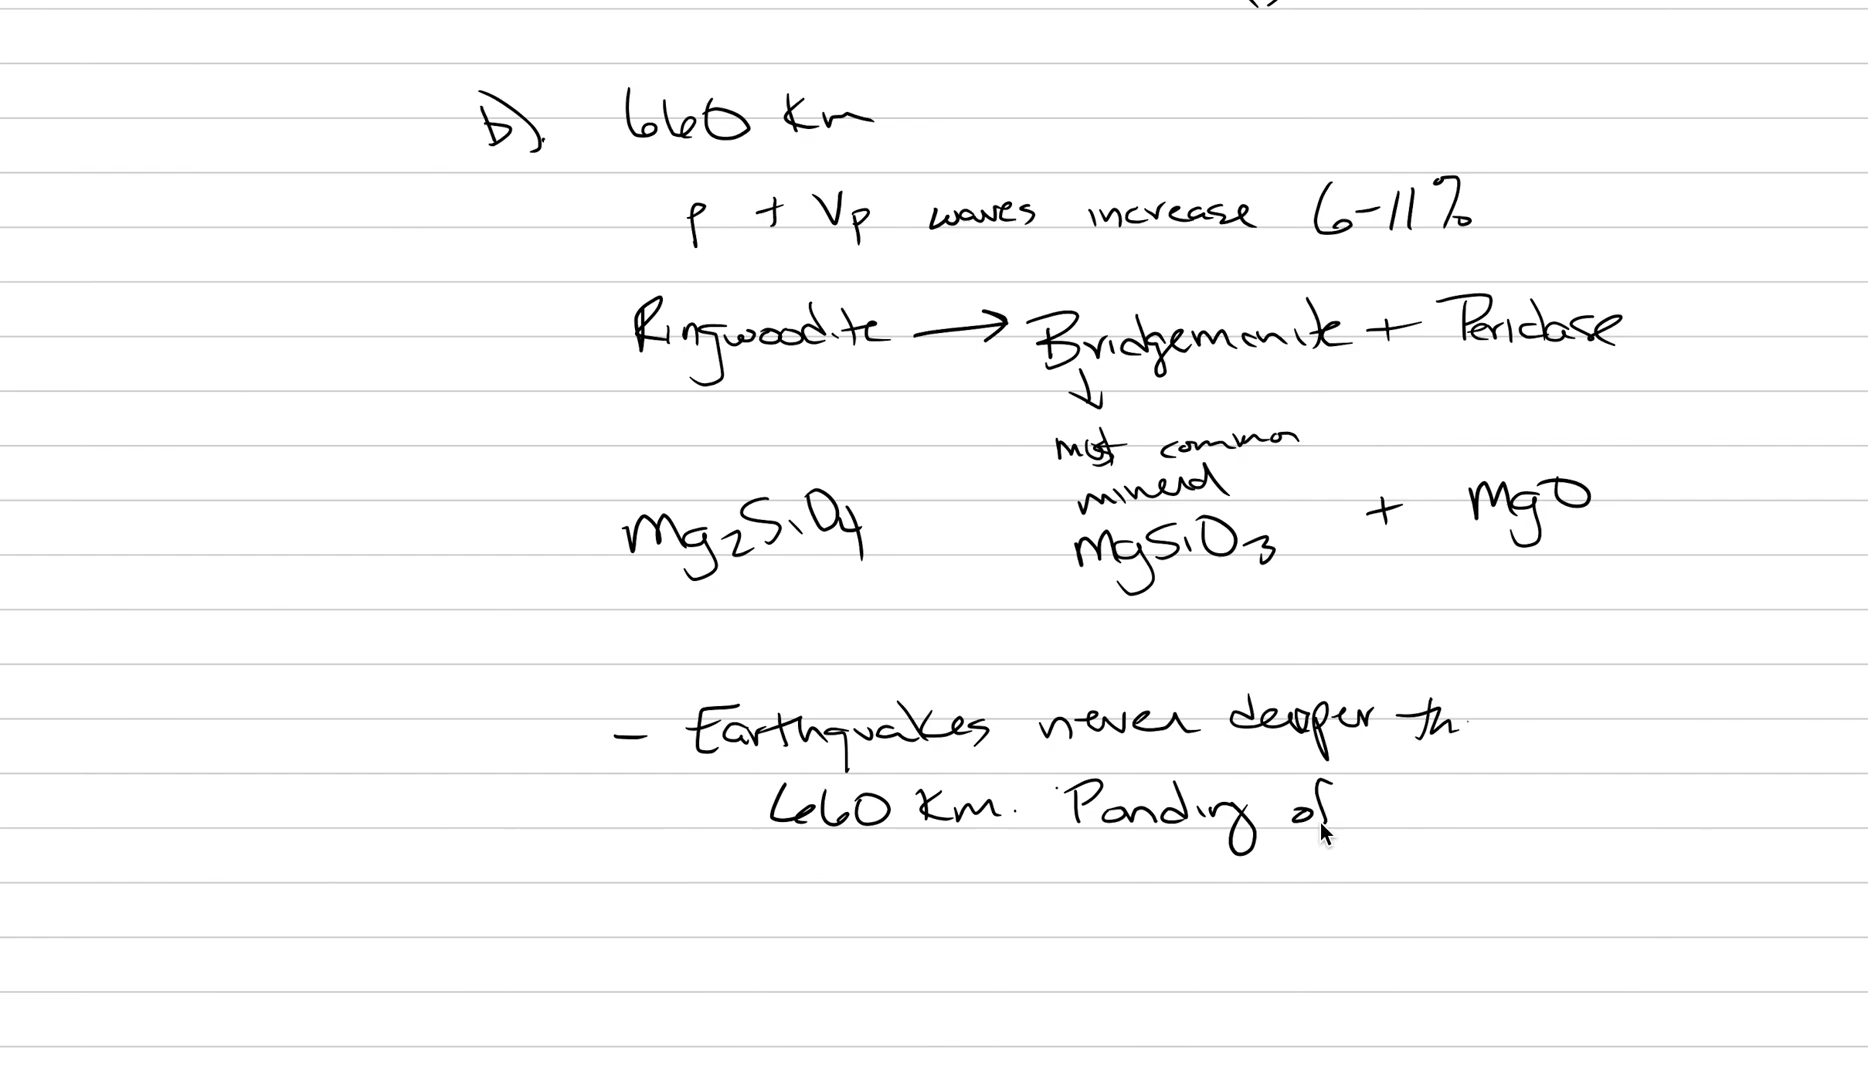 b). 660 Km
ρ + Vp waves increase 6-11%
Ringwoodite → Bridgemanite + Periclase
↓
most common
mineral
Mg₂SiO₄ MgSiO₃ + MgO
- Earthquakes never deeper th
660 Km. Ponding of